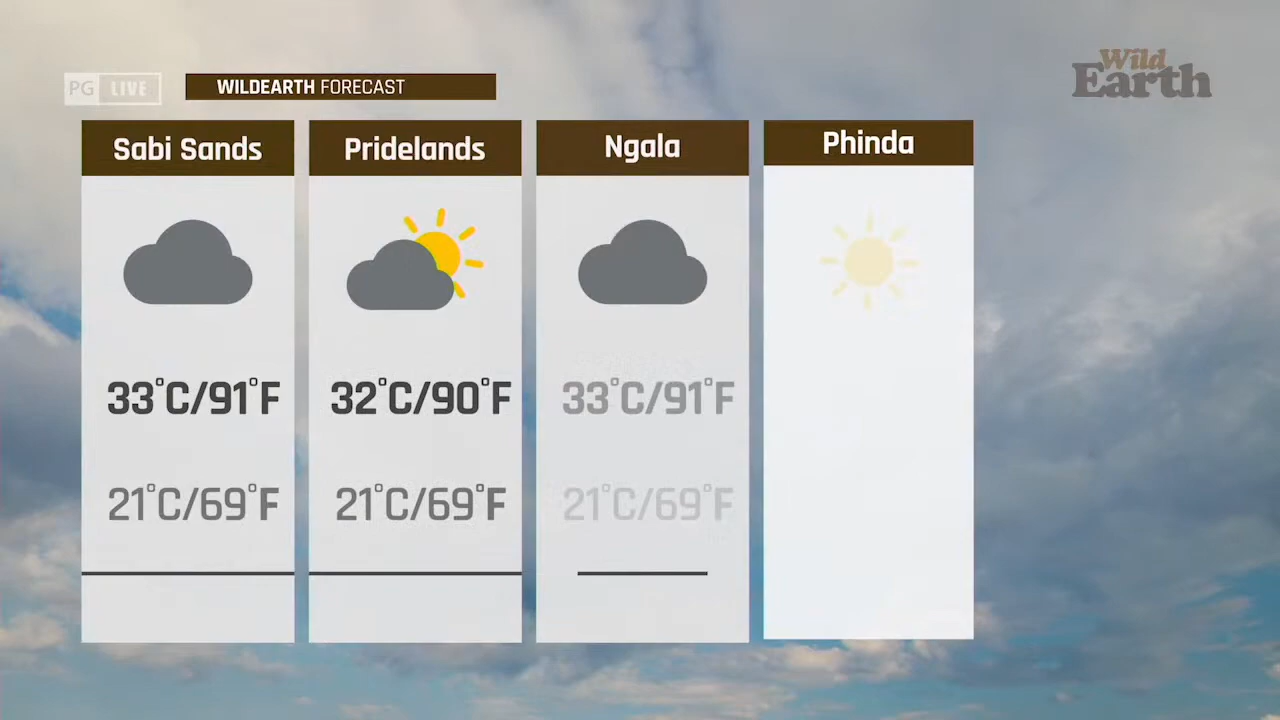 PG LIVE
WILDEARTH FORECAST
Wild
Earth
Sabi Sands
33°C/91°F
21°C/69°F
Pridelands
32°C/90°F
21°C/69°F
Ngala
33°C/91°F
21°C/69°F
Phinda